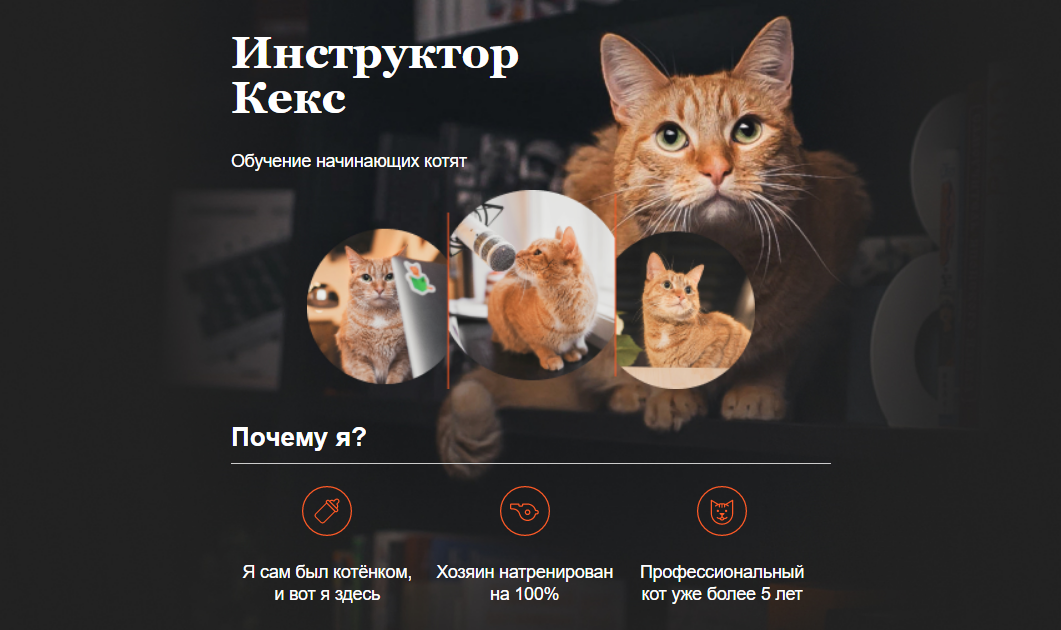 Инструктор
Кекс
Обучение начинающих котят
Почему я?
Я сам был котёнком,
и вот я здесь
Хозяин натренирован
на 100%
Профессиональный
кот уже более 5 лет